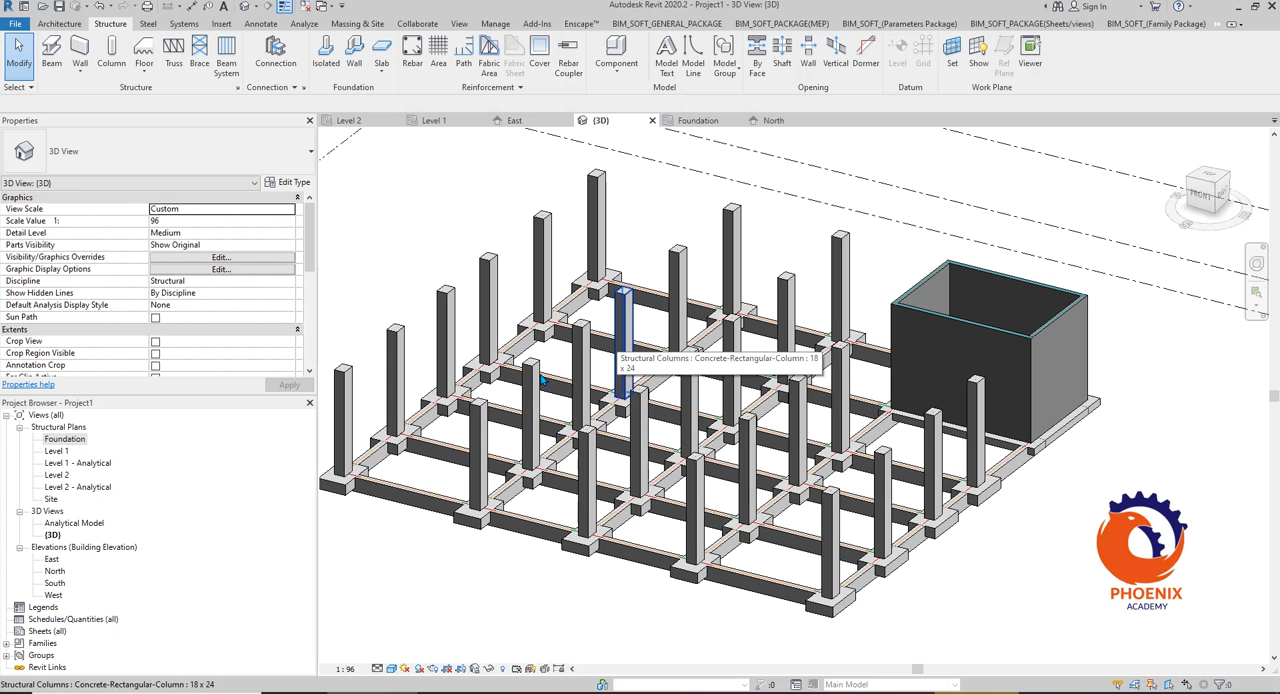 Autodesk Revit 2020.2 - Project1 - 3D View: {3D}
Sign In
File Architecture Structure Steel Systems Insert Annotate Analyze Massing & Site Collaborate View Manage Add-Ins Enscape™ BIM_SOFT_GENERAL_PACKAGE BIM_SOFT_PACKAGE(MEP) BIM_SOFT_(Parameters Package) BIM_SOFT_PACKAGE(Sheets/views) BIM_SOFT_(Family Package)
Modify Beam Wall Column Floor Truss Brace Beam System Connection Isolated Wall Slab Rebar Area Path Fabric Area Fabric Sheet Cover Rebar Coupler Component Model Text Model Line Model Group By Face Shaft Wall Vertical Dormer Level Grid Set Show Ref Plane Viewer
Select Structure Connection Foundation Reinforcement Model Opening Datum Work Plane
Properties
Level 2 Level 1 East {3D} Foundation North
3D View
3D View: {3D} Edit Type
Graphics
View Scale Custom
Scale Value 1: 96
Detail Level Medium
Parts Visibility Show Original
Visibility/Graphics Overrides Edit...
Graphic Display Options Edit...
Discipline Structural
Show Hidden Lines By Discipline
Default Analysis Display Style None
Sun Path
Extents
Crop View
Crop Region Visible
Annotation Crop
Properties help Apply
Project Browser - Project1
Views (all)
Structural Plans
Foundation
Level 1
Level 1 - Analytical
Level 2
Level 2 - Analytical
Site
3D Views
Analytical Model
{3D}
Elevations (Building Elevation)
East
North
South
West
Legends
Schedules/Quantities (all)
Sheets (all)
Families
Groups
Revit Links
TOP
FRONT
Structural Columns : Concrete-Rectangular-Column : 18
x 24
PHOENIX
ACADEMY
1 : 96
Structural Columns : Concrete-Rectangular-Column : 18 x 24
:0
Main Model
:0